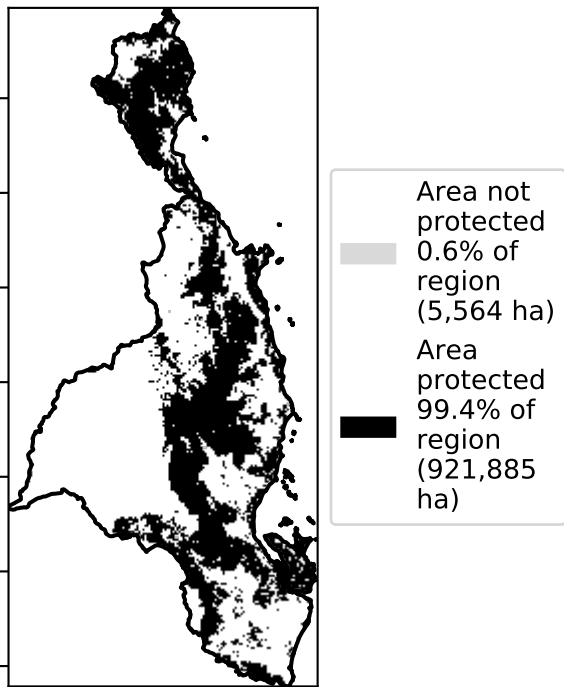 Area not
protected
0.6% of
region
(5,564 ha)
Area
protected
99.4% of
region
(921,885
ha)